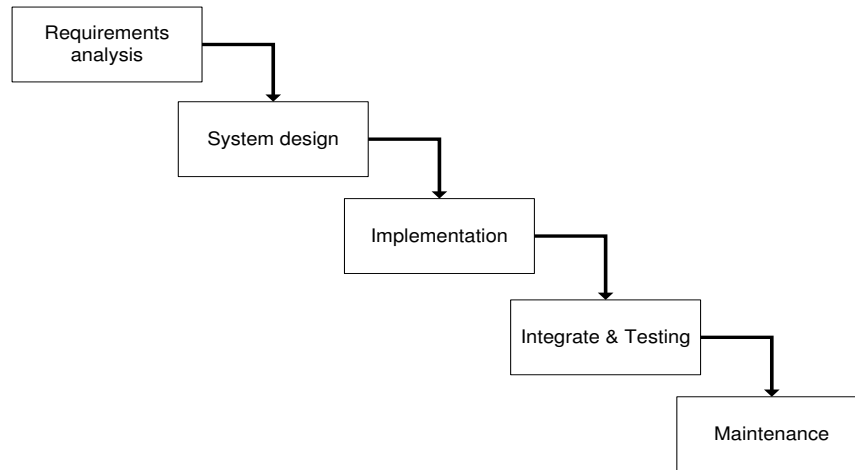 Requirements
analysis
System design
Implementation
Integrate & Testing
Maintenance